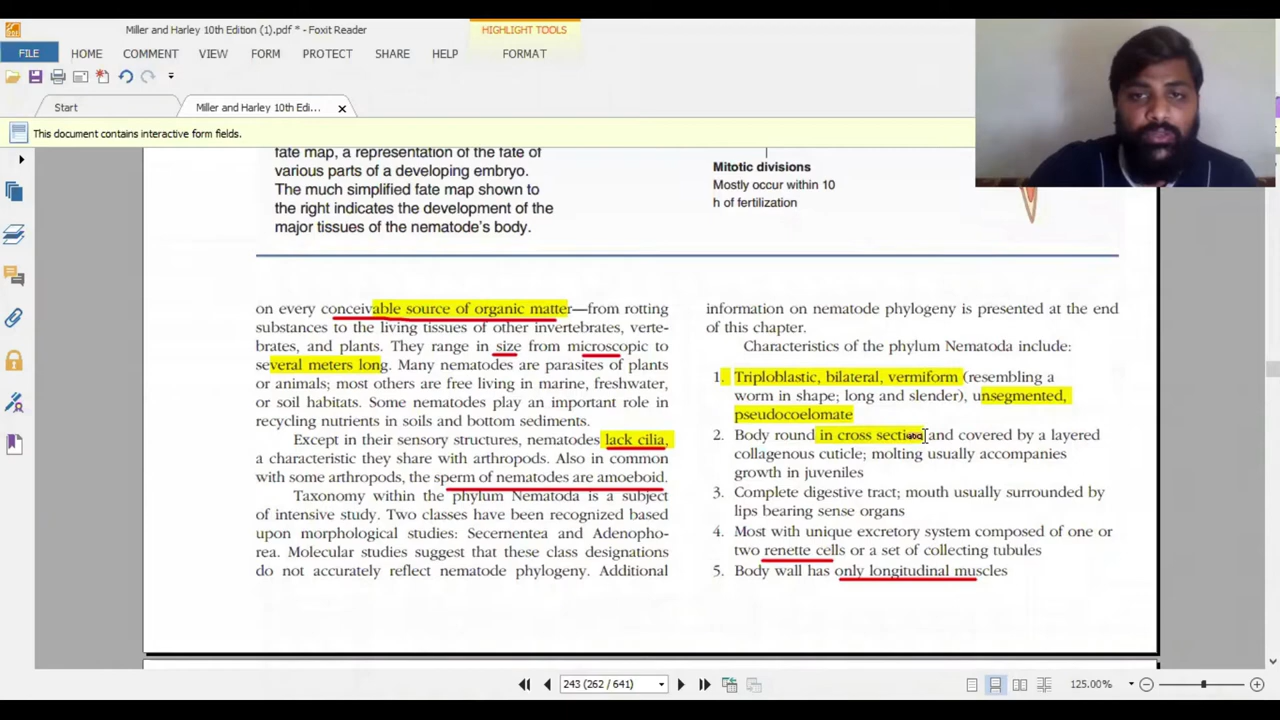 Miller and Harley 10th Edition (1).pdf * - Foxit Reader
HIGHLIGHT TOOLS
FILE HOME COMMENT VIEW FORM PROTECT SHARE HELP FORMAT
Start
Miller and Harley 10th Edi...
This document contains interactive form fields.
fate map, a representation of the fate of
various parts of a developing embryo.
The much simplified fate map shown to
the right indicates the development of the
major tissues of the nematode's body.
Mitotic divisions
Mostly occur within 10
h of fertilization
on every conceivable source of organic matter—from rotting
substances to the living tissues of other invertebrates, verte-
brates, and plants. They range in size from microscopic to
several meters long. Many nematodes are parasites of plants
or animals; most others are free living in marine, freshwater,
or soil habitats. Some nematodes play an important role in
recycling nutrients in soils and bottom sediments.
Except in their sensory structures, nematodes lack cilia,
a characteristic they share with arthropods. Also in common
with some arthropods, the sperm of nematodes are amoeboid.
Taxonomy within the phylum Nematoda is a subject
of intensive study. Two classes have been recognized based
upon morphological studies: Secernentea and Adenopho-
rea. Molecular studies suggest that these class designations
do not accurately reflect nematode phylogeny. Additional
information on nematode phylogeny is presented at the end
of this chapter.
Characteristics of the phylum Nematoda include:
1. Triploblastic, bilateral, vermiform (resembling a
worm in shape; long and slender), unsegmented,
pseudocoelomate
2. Body round in cross section and covered by a layered
collagenous cuticle; molting usually accompanies
growth in juveniles
3. Complete digestive tract; mouth usually surrounded by
lips bearing sense organs
4. Most with unique excretory system composed of one or
two renette cells or a set of collecting tubules
5. Body wall has only longitudinal muscles
243 (262 / 641)
125.00%